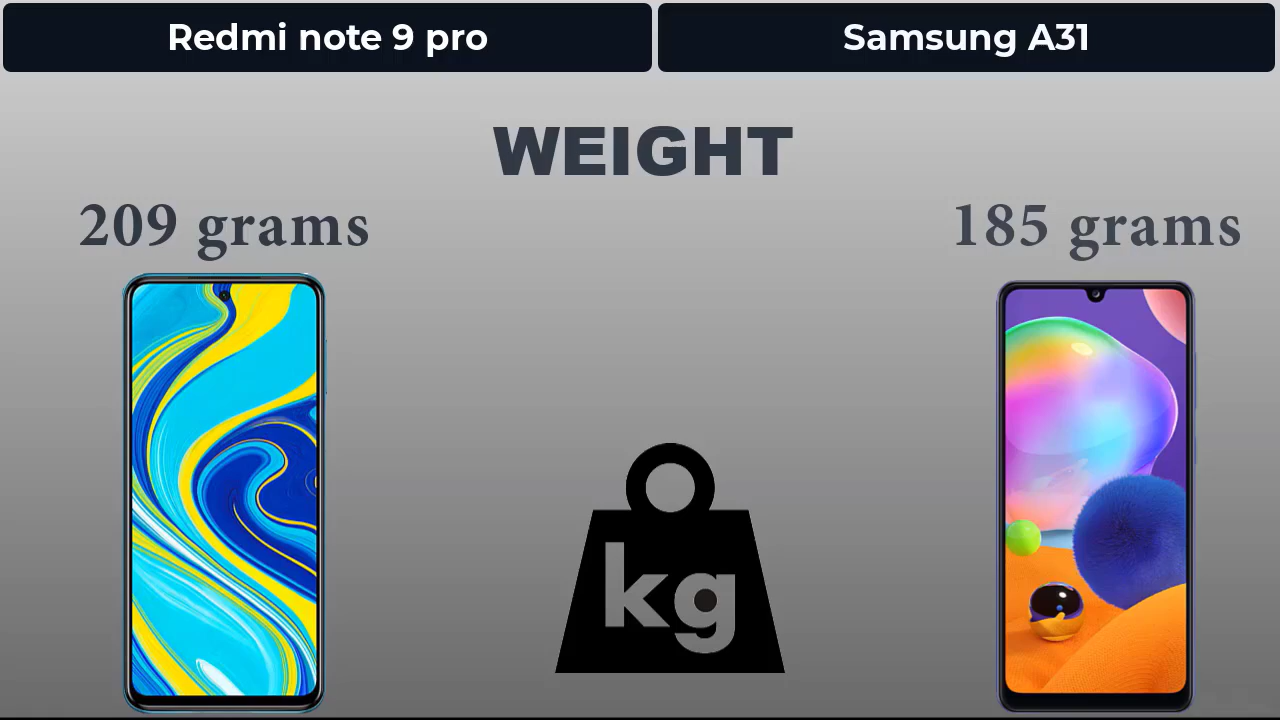 Redmi note 9 pro
Samsung A31
WEIGHT
209 grams
185 grams
kg